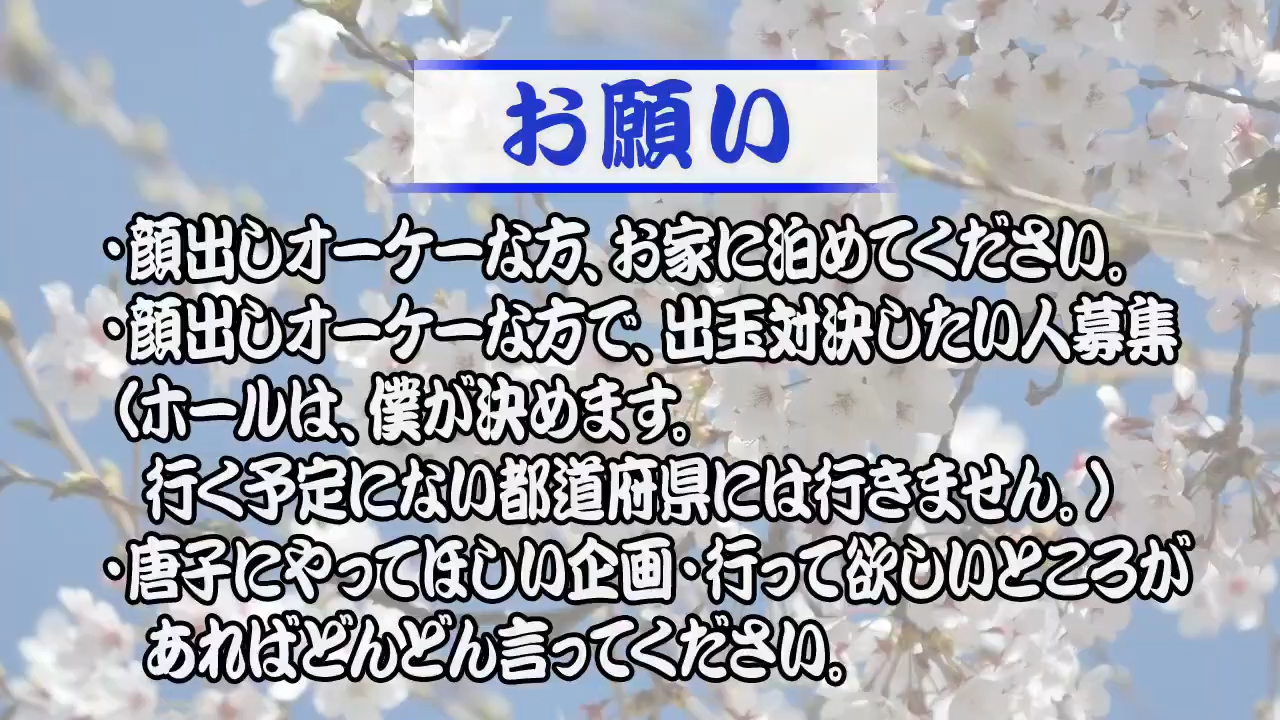 お願い
・顔出しオーケーな方、お家に泊めてください。
・顔出しオーケーな方で、出玉対決したい人募集
(ホールは、僕が決めます。
行く予定にない都道府県には行きません。)
・唐子にやってほしい企画・行って欲しいところが
あればどんどん言ってください。